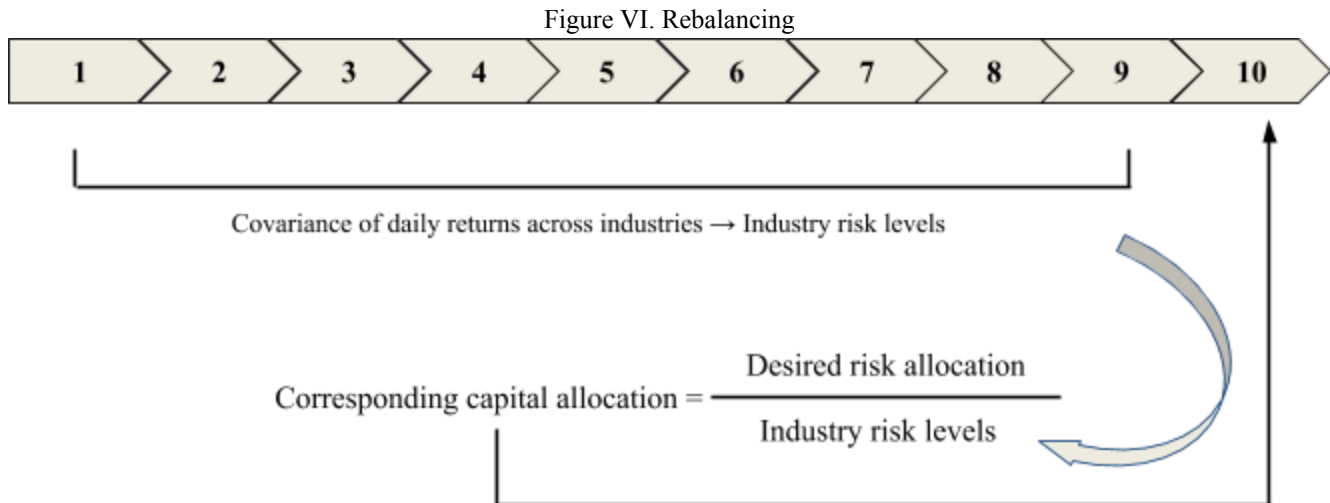 Figure VI. Rebalancing
1 2 3 4 5 6 7 8 9 10
Covariance of daily returns across industries → Industry risk levels
Desired risk allocation
Corresponding capital allocation =
Industry risk levels